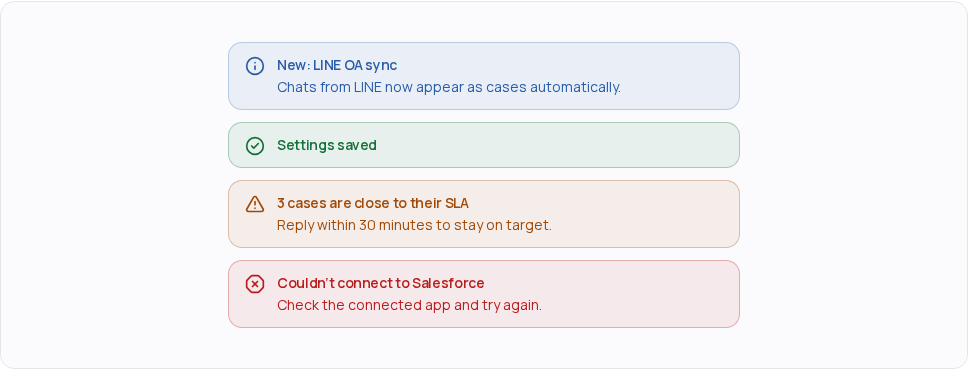 New: LINE OA sync
Chats from LINE now appear as cases automatically.
Settings saved
3 cases are close to their SLA
Reply within 30 minutes to stay on target.
Couldn't connect to Salesforce
Check the connected app and try again.